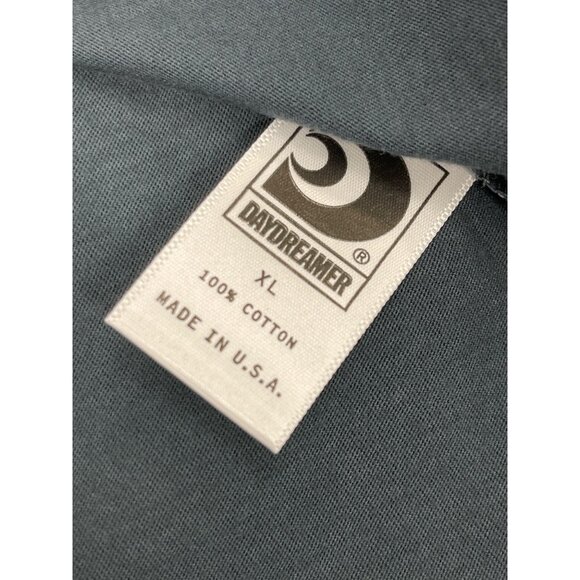 DAYDREAMER
®
XL
100% COTTON
MADE IN U.S.A.